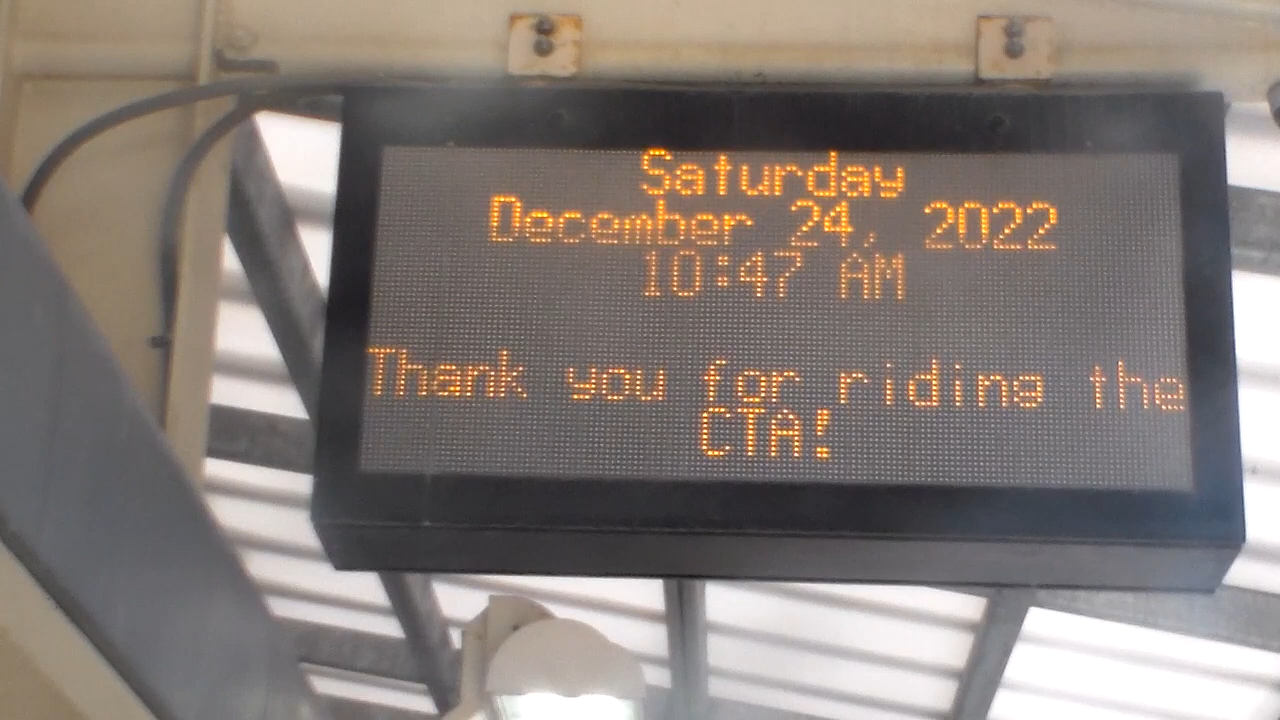 Saturday
December 24, 2022
10:47 AM
Thank you for riding the
CTA!